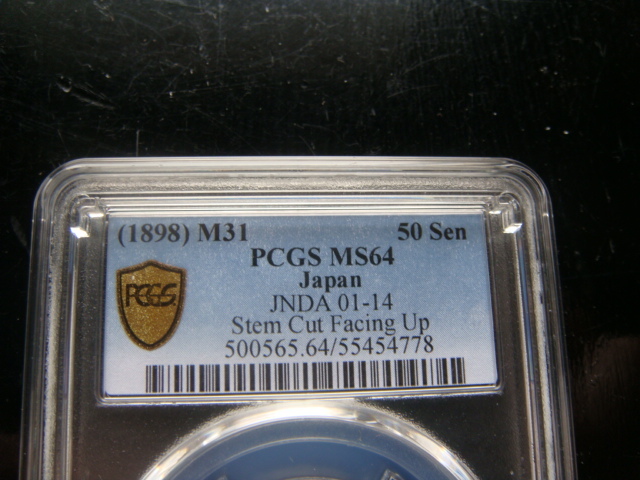 (1898) M31 50 Sen
PCGS MS64
Japan
JNDA 01-14
Stem Cut Facing Up
500565.64/55454778
PCGS